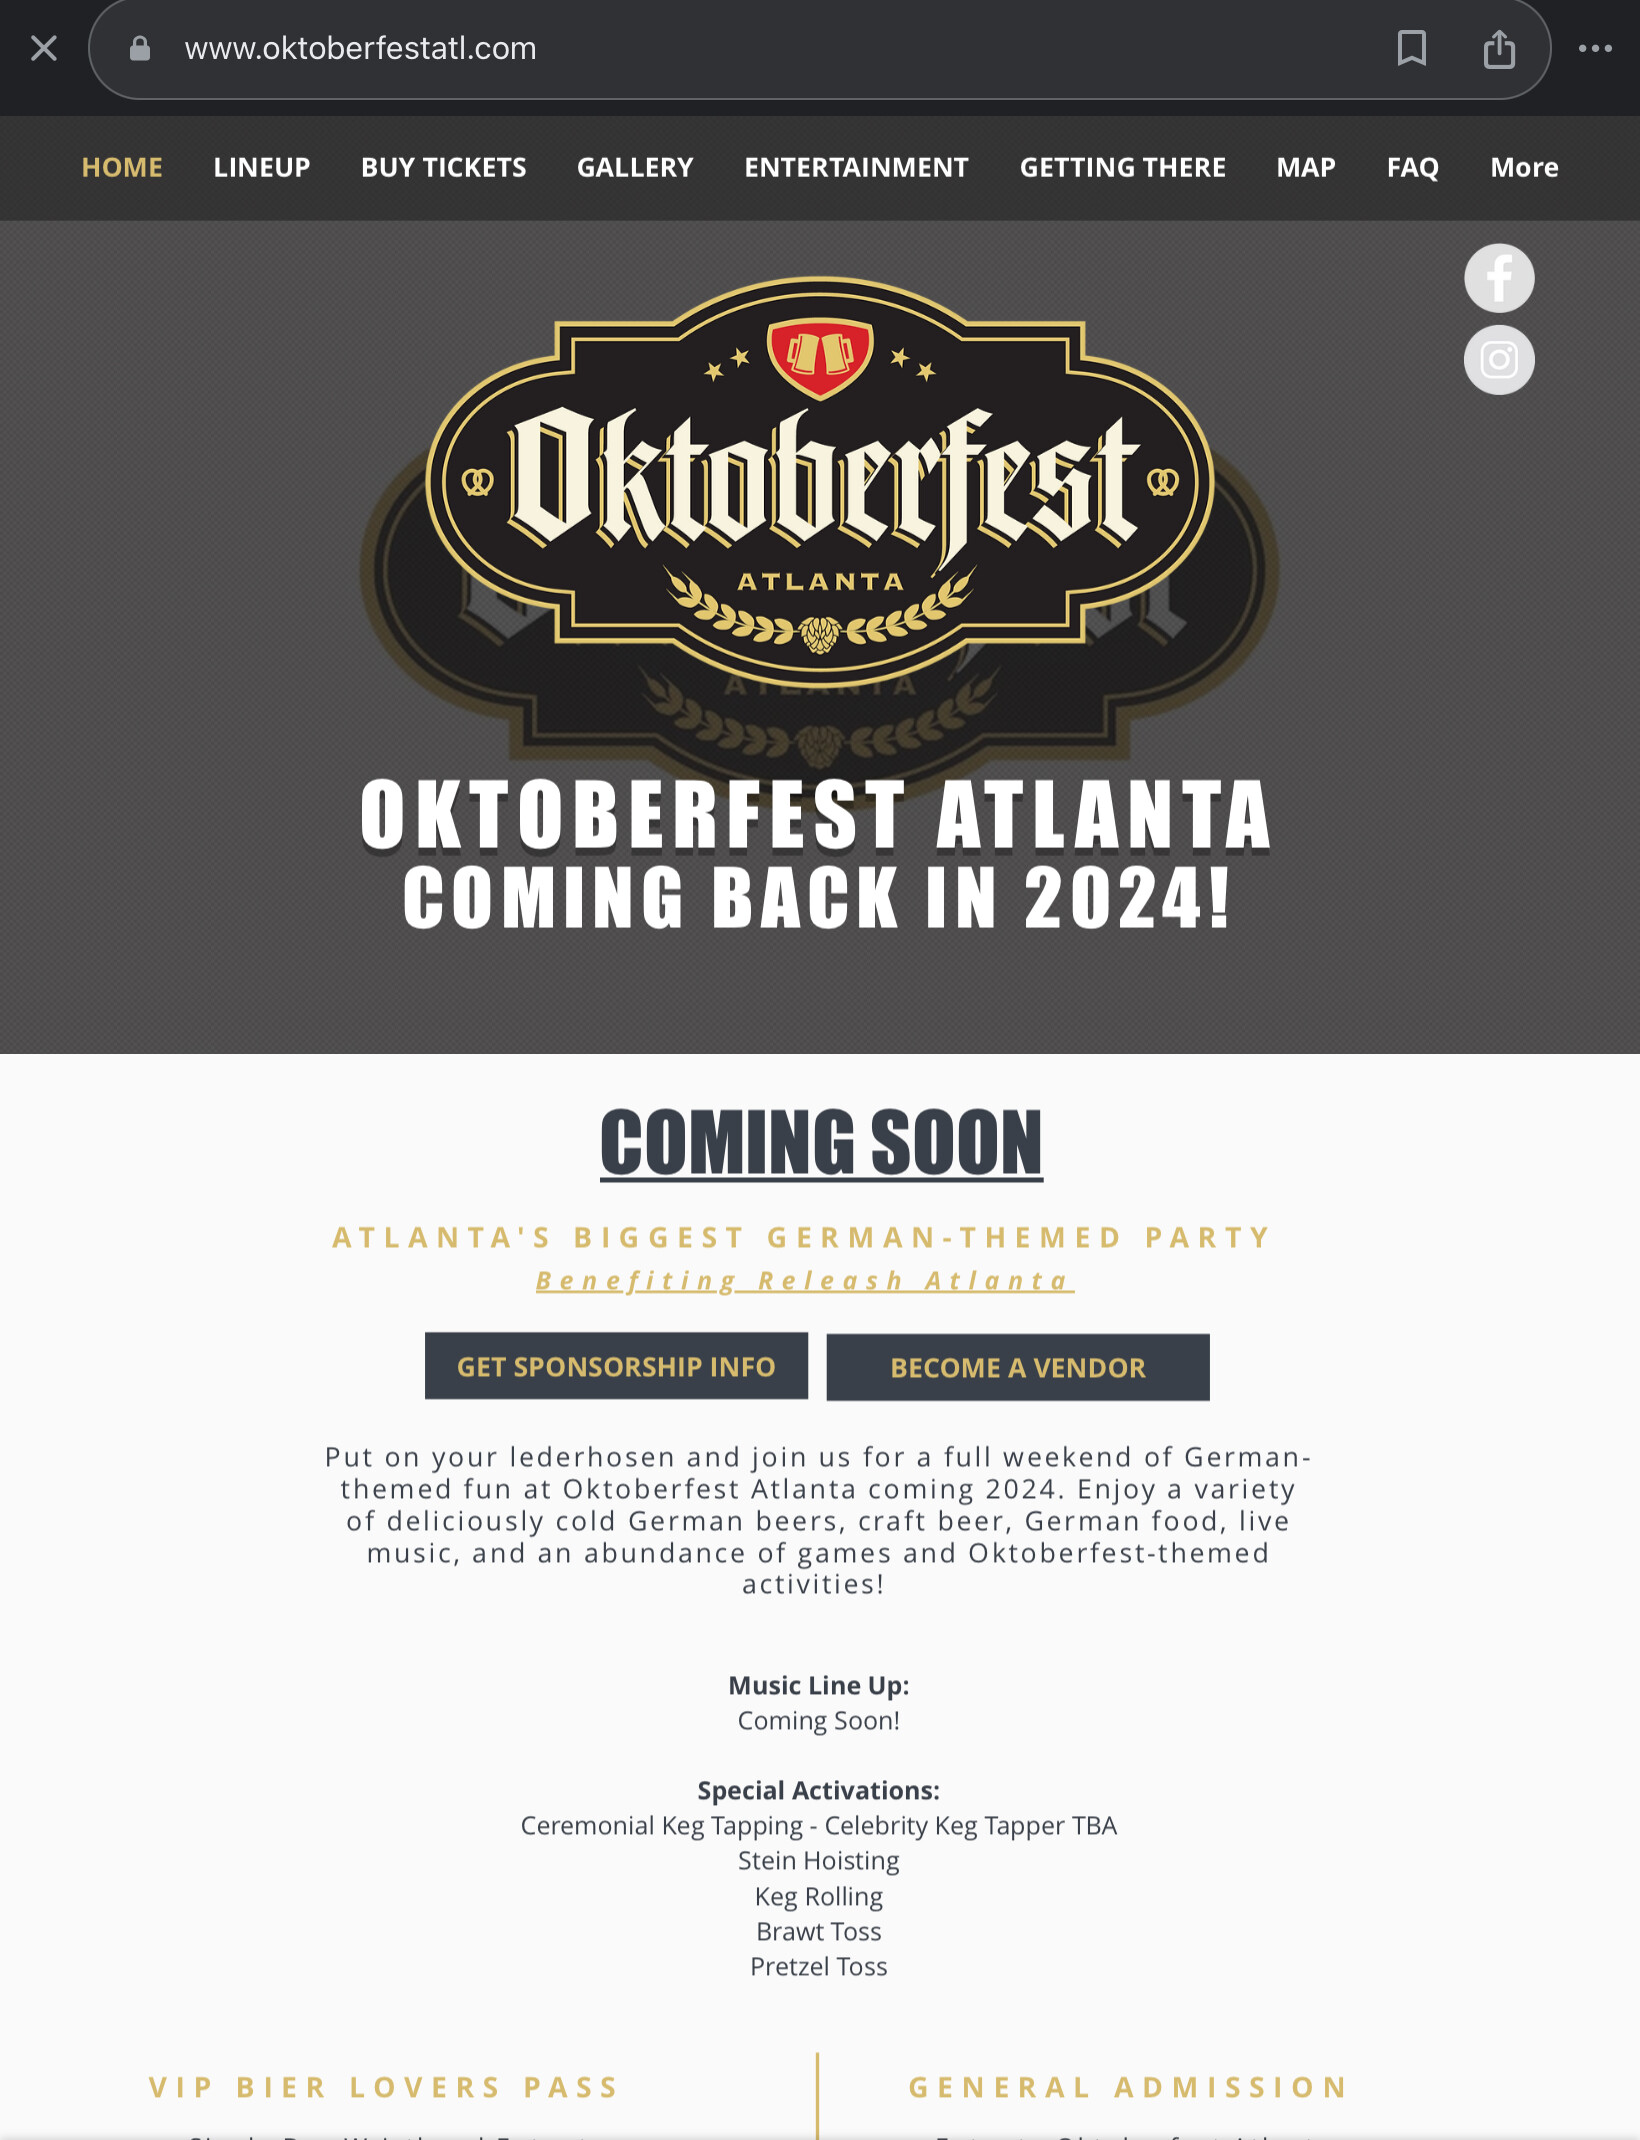 www.oktoberfestatl.com
HOME LINEUP BUY TICKETS GALLERY ENTERTAINMENT GETTING THERE MAP FAQ More
Oktoberfest
ATLANTA
ATLANTA
OKTOBERFEST ATLANTA
COMING BACK IN 2024!
COMING SOON
ATLANTA'S BIGGEST GERMAN-THEMED PARTY
Benefiting Releash Atlanta
GET SPONSORSHIP INFO BECOME A VENDOR
Put on your lederhosen and join us for a full weekend of German-
themed fun at Oktoberfest Atlanta coming 2024. Enjoy a variety
of deliciously cold German beers, craft beer, German food, live
music, and an abundance of games and Oktoberfest-themed
activities!
Music Line Up:
Coming Soon!
Special Activations:
Ceremonial Keg Tapping - Celebrity Keg Tapper TBA
Stein Hoisting
Keg Rolling
Brawt Toss
Pretzel Toss
VIP BIER LOVERS PASS GENERAL ADMISSION